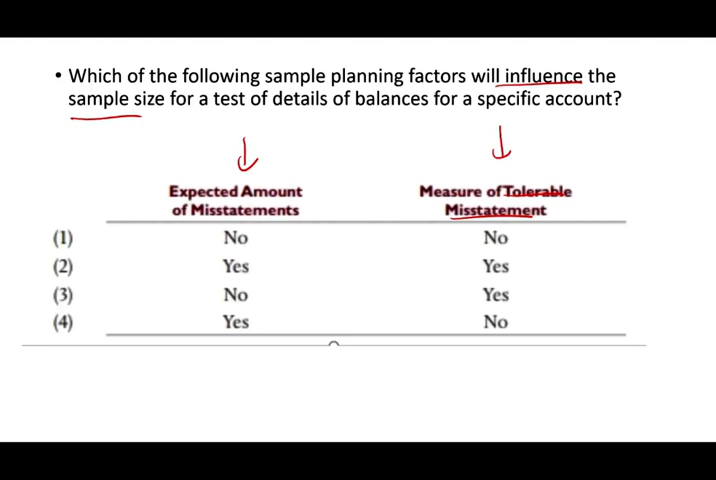 • Which of the following sample planning factors will influence the
sample size for a test of details of balances for a specific account?
Expected Amount Measure of Tolerable
of Misstatements Misstatement
(1) No No
(2) Yes Yes
(3) No Yes
(4) Yes No